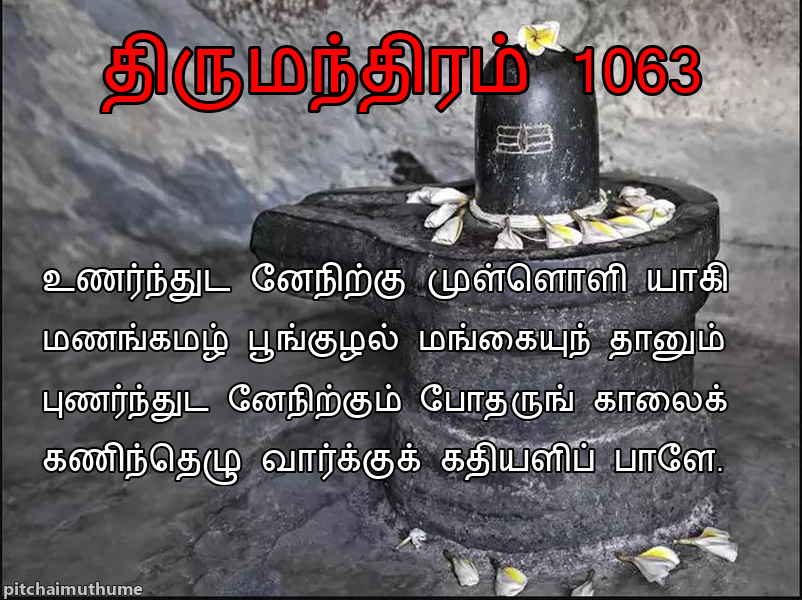 திருமந்திரம் 1063
உணர்ந்துட னேநிற்கு முள்ளொளி யாகி
மணங்கமழ் பூங்குழல் மங்கையுந் தானும்
புணர்ந்துட னேநிற்கும் போதருங் காலைக்
கணிந்தெழு வார்க்குக் கதியளிப் பாளே.
pitchaimuthume